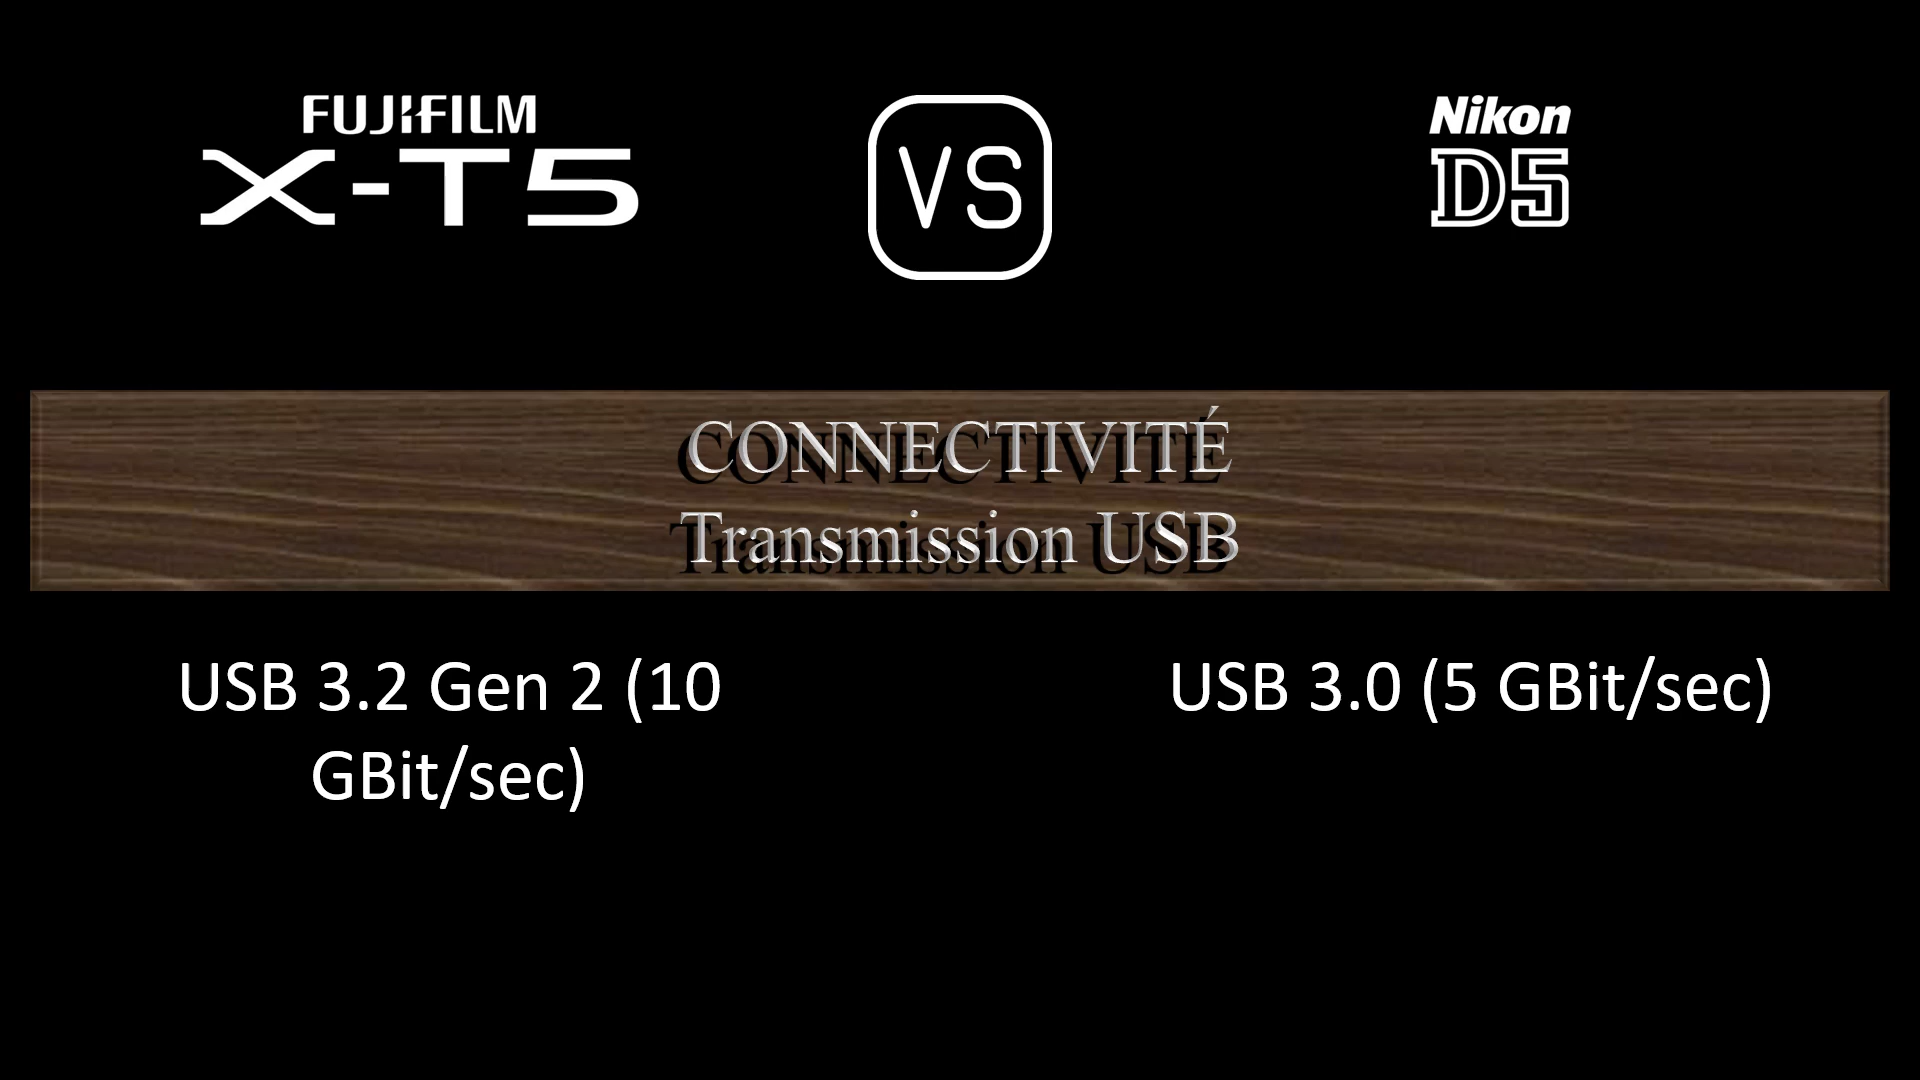 FUJIFILM
X-T5
VS
Nikon
D5
CONNECTIVITÉ
Transmission USB
USB 3.2 Gen 2 (10
GBit/sec)
USB 3.0 (5 GBit/sec)